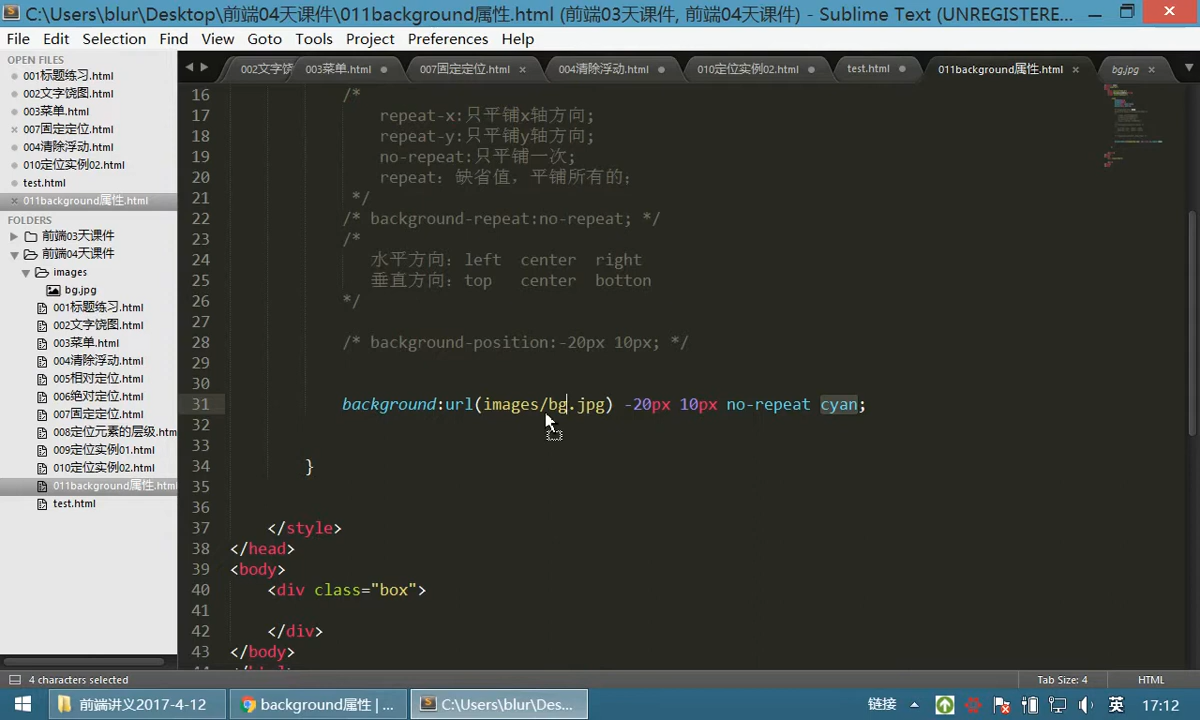 C:\Users\blur\Desktop\前端04天课件\011background属性.html (前端03天课件, 前端04天课件) - Sublime Text (UNREGISTERE...
File Edit Selection Find View Goto Tools Project Preferences Help
OPEN FILES
001标题练习.html
002文字饶图.html
003菜单.html
007固定定位.html
004清除浮动.html
010定位实例02.html
test.html
011background属性.html
FOLDERS
前端03天课件
前端04天课件
images
bg.jpg
001标题练习.html
002文字饶图.html
003菜单.html
004清除浮动.html
005相对定位.html
006绝对定位.html
007固定定位.html
008定位元素的层级.htm
009定位实例01.html
010定位实例02.html
011background属性.html
test.html
002文字饶 003菜单.html 007固定定位.html 004清除浮动.html 010定位实例02.html test.html 011background属性.html bg.jpg
16 /*
17 repeat-x:只平铺x轴方向;
18 repeat-y:只平铺y轴方向;
19 no-repeat:只平铺一次;
20 repeat: 缺省值，平铺所有的;
21 */
22 /* background-repeat:no-repeat; */
23 /*
24 水平方向: left center right
25 垂直方向: top center botton
26 */
27
28 /* background-position:-20px 10px; */
29
30
31 background:url(images/bg.jpg) -20px 10px no-repeat cyan;
32
33
34 }
35
36
37 </style>
38 </head>
39 <body>
40 <div class="box">
41
42 </div>
43 </body>
4 characters selected Tab Size: 4 HTML
前端讲义2017-4-12 background属性 | ... C:\Users\blur\Des... 链接 英 17:12